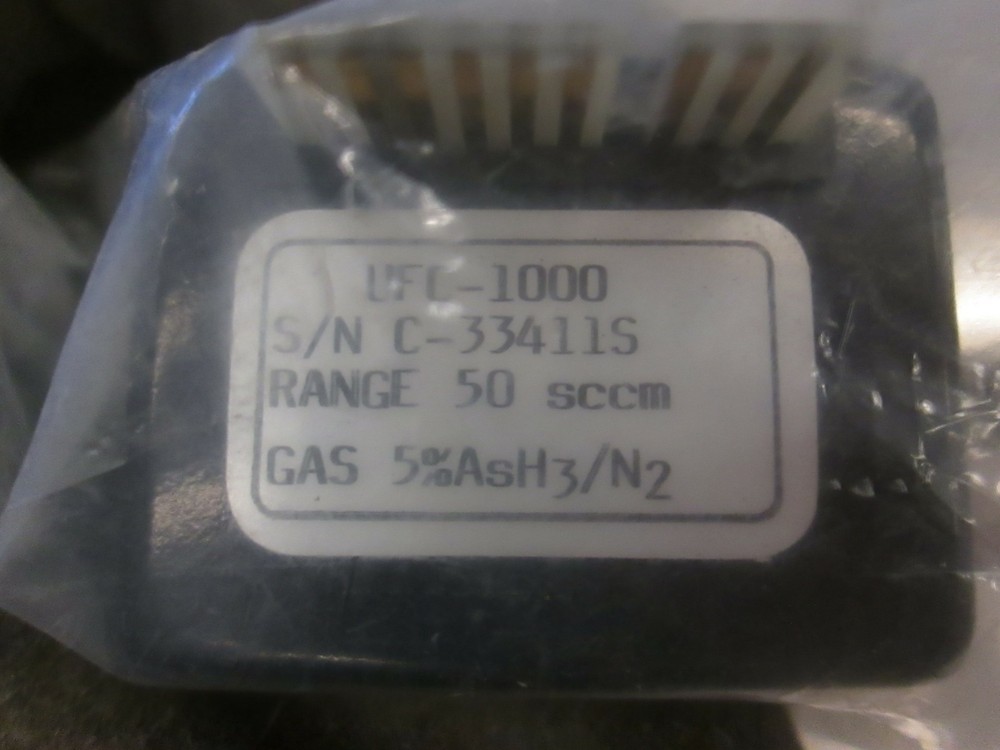 UFC-1000
S/N C-33411S
RANGE 50 sccm
GAS 5%AsH3/N2